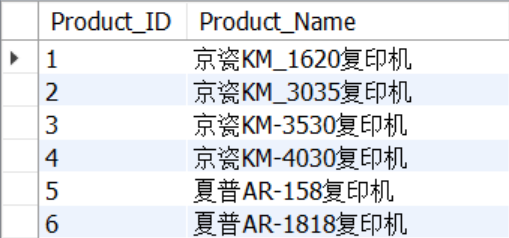 Product_ID Product_Name
1 京瓷KM_1620复印机
2 京瓷KM_3035复印机
3 京瓷KM-3530复印机
4 京瓷KM-4030复印机
5 夏普AR-158复印机
6 夏普AR-1818复印机